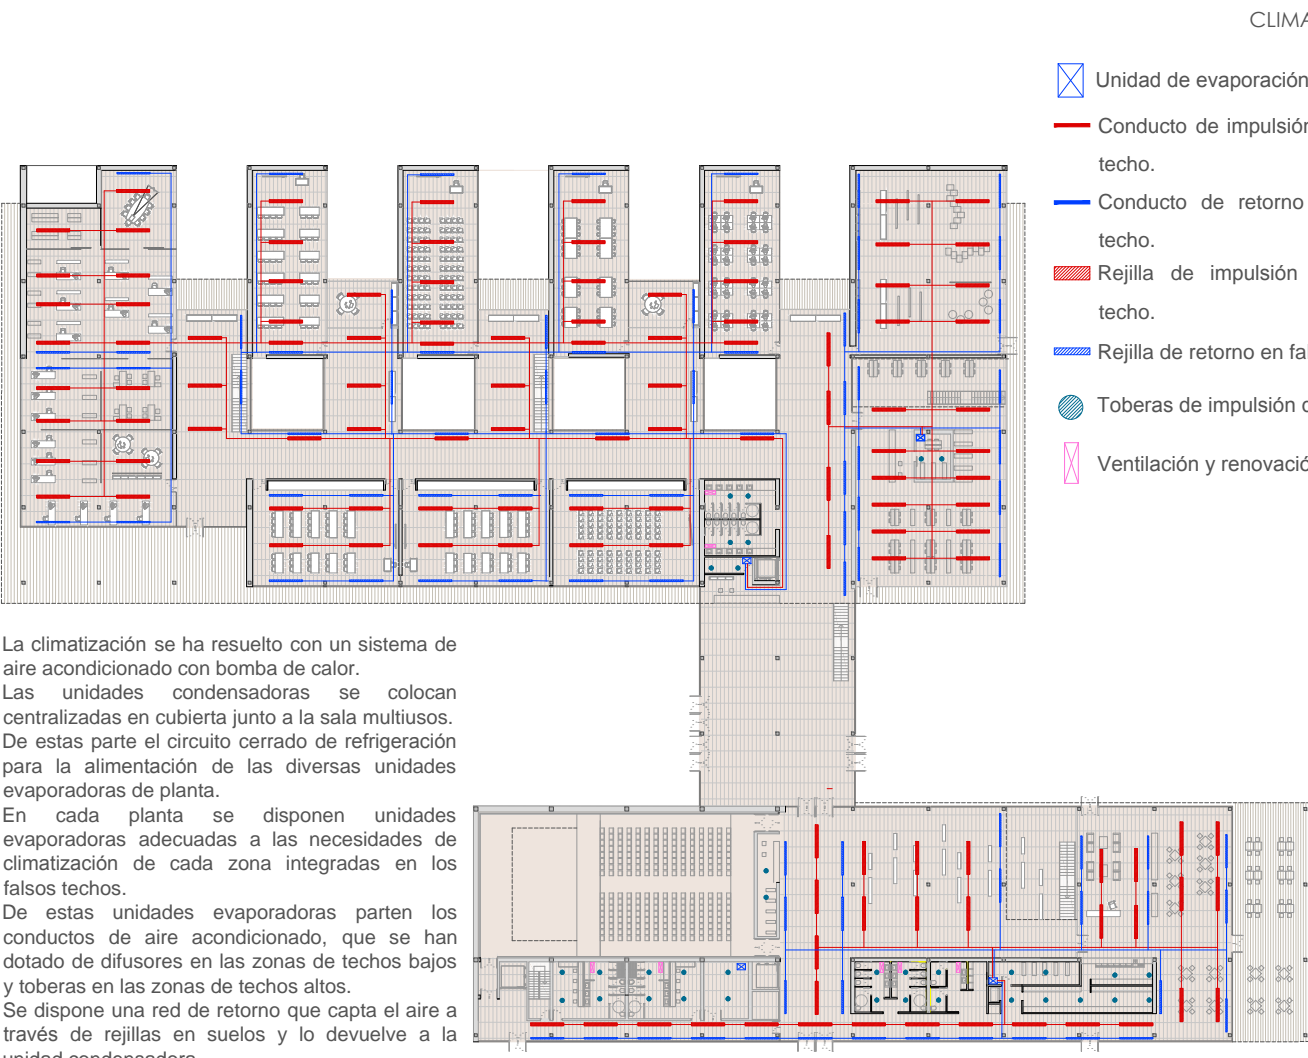 CLIMA
Unidad de evaporación
Conducto de impulsión
techo.
Conducto de retorno
techo.
Rejilla de impulsión
techo.
Rejilla de retorno en fal
Toberas de impulsión d
Ventilación y renovació
La climatización se ha resuelto con un sistema de
aire acondicionado con bomba de calor.
Las unidades condensadoras se colocan
centralizadas en cubierta junto a la sala multiusos.
De estas parte el circuito cerrado de refrigeración
para la alimentación de las diversas unidades
evaporadoras de planta.
En cada planta se disponen unidades
evaporadoras adecuadas a las necesidades de
climatización de cada zona integradas en los
falsos techos.
De estas unidades evaporadoras parten los
conductos de aire acondicionado, que se han
dotado de difusores en las zonas de techos bajos
y toberas en las zonas de techos altos.
Se dispone una red de retorno que capta el aire a
través de rejillas en suelos y lo devuelve a la
unidad condensadora